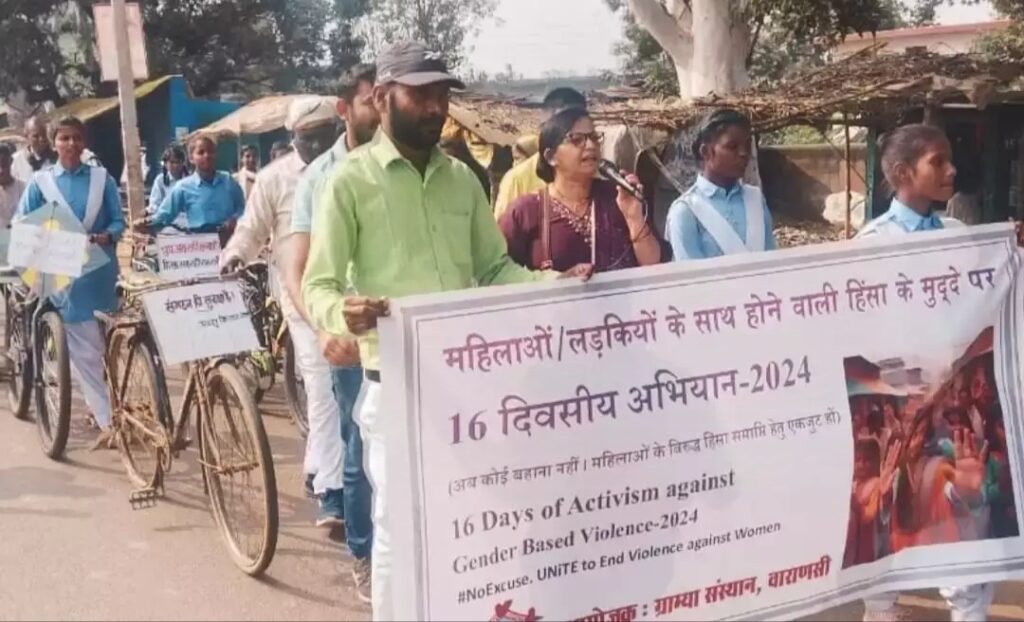 महिलाओं/लड़कियों के साथ होने वाली हिंसा के मुद्दे पर
16 दिवसीय अभियान-2024
(अब कोई बहाना नहीं। महिलाओं के विरुद्ध हिंसा समाप्ति हेतु एकजुट हों)
16 Days of Activism against
Gender Based Violence-2024
#NoExcuse, UNiTE to End Violence against Women
: ग्राम्या संस्थान, वाराणसी